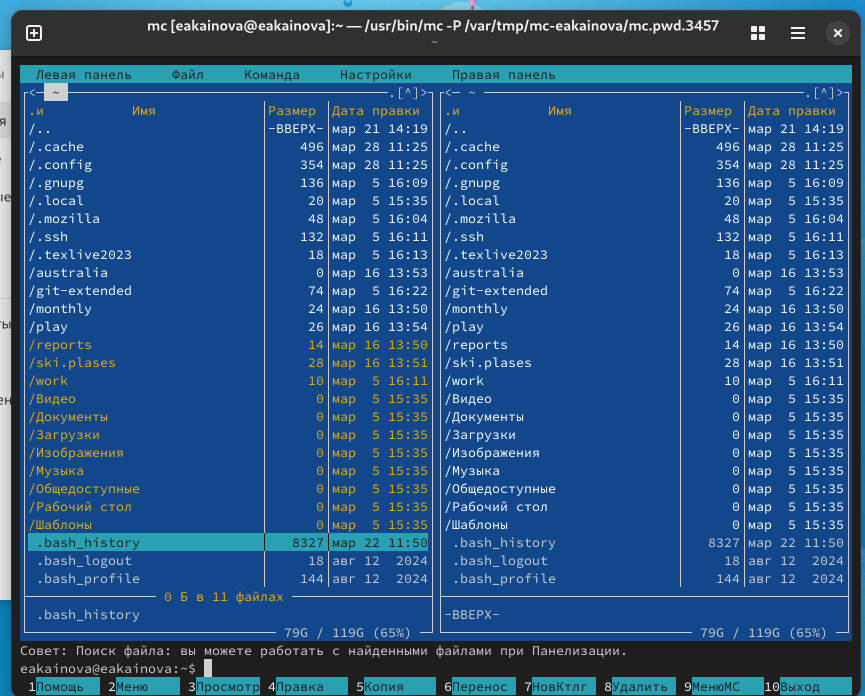 mc [eakainova@eakainova]:~ — /usr/bin/mc -P /var/tmp/mc-eakainova/mc.pwd.3457
~
Левая панель Файл Команда Настройки Правая панель
<─ ~ ─.[^]>
.и Имя Размер Дата правки
/.. -ВВЕРХ- мар 21 14:19
/.cache 496 мар 28 11:25
/.config 354 мар 28 11:25
/.gnupg 136 мар 5 16:09
/.local 20 мар 5 15:35
/.mozilla 48 мар 5 16:04
/.ssh 132 мар 5 16:11
/.texlive2023 18 мар 5 16:13
/australia 0 мар 16 13:53
/git-extended 74 мар 5 16:22
/monthly 24 мар 16 13:50
/play 26 мар 16 13:54
/reports 14 мар 16 13:50
/ski.plases 28 мар 16 13:51
/work 10 мар 5 16:11
/Видео 0 мар 5 15:35
/Документы 0 мар 5 15:35
/Загрузки 0 мар 5 15:35
/Изображения 0 мар 5 15:35
/Музыка 0 мар 5 15:35
/Общедоступные 0 мар 5 15:35
/Рабочий стол 0 мар 5 15:35
/Шаблоны 0 мар 5 15:35
.bash_history 8327 мар 22 11:50
.bash_logout 18 авг 12 2024
.bash_profile 144 авг 12 2024
0 Б в 11 файлах
.bash_history
79G / 119G (65%)
<─ ~ ─.[^]>
.и Имя Размер Дата правки
/.. -ВВЕРХ- мар 21 14:19
/.cache 496 мар 28 11:25
/.config 354 мар 28 11:25
/.gnupg 136 мар 5 16:09
/.local 20 мар 5 15:35
/.mozilla 48 мар 5 16:04
/.ssh 132 мар 5 16:11
/.texlive2023 18 мар 5 16:13
/australia 0 мар 16 13:53
/git-extended 74 мар 5 16:22
/monthly 24 мар 16 13:50
/play 26 мар 16 13:54
/reports 14 мар 16 13:50
/ski.plases 28 мар 16 13:51
/work 10 мар 5 16:11
/Видео 0 мар 5 15:35
/Документы 0 мар 5 15:35
/Загрузки 0 мар 5 15:35
/Изображения 0 мар 5 15:35
/Музыка 0 мар 5 15:35
/Общедоступные 0 мар 5 15:35
/Рабочий стол 0 мар 5 15:35
/Шаблоны 0 мар 5 15:35
.bash_history 8327 мар 22 11:50
.bash_logout 18 авг 12 2024
.bash_profile 144 авг 12 2024
-ВВЕРХ-
79G / 119G (65%)
Совет: Поиск файла: вы можете работать с найденными файлами при Панелизации.
eakainova@eakainova:~$
1Помощь 2Меню 3Просмотр 4Правка 5Копия 6Перенос 7НовКтлг 8Удалить 9МенюMC 10Выход